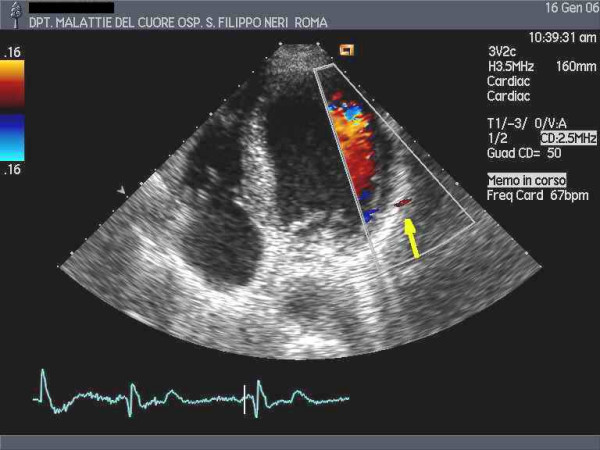 16 Gen 06
DPT. MALATTIE DEL CUORE OSP. S. FILIPPO NERI ROMA
10:39:31 am
.16
.16
3V2c
H3.5MHz 160mm
Cardiac
Cardiac
T1/-3/ 0/V:A
1/2 CD:2.5MHz
Guad CD= 50
Memo in corso
Freq Card 67bpm